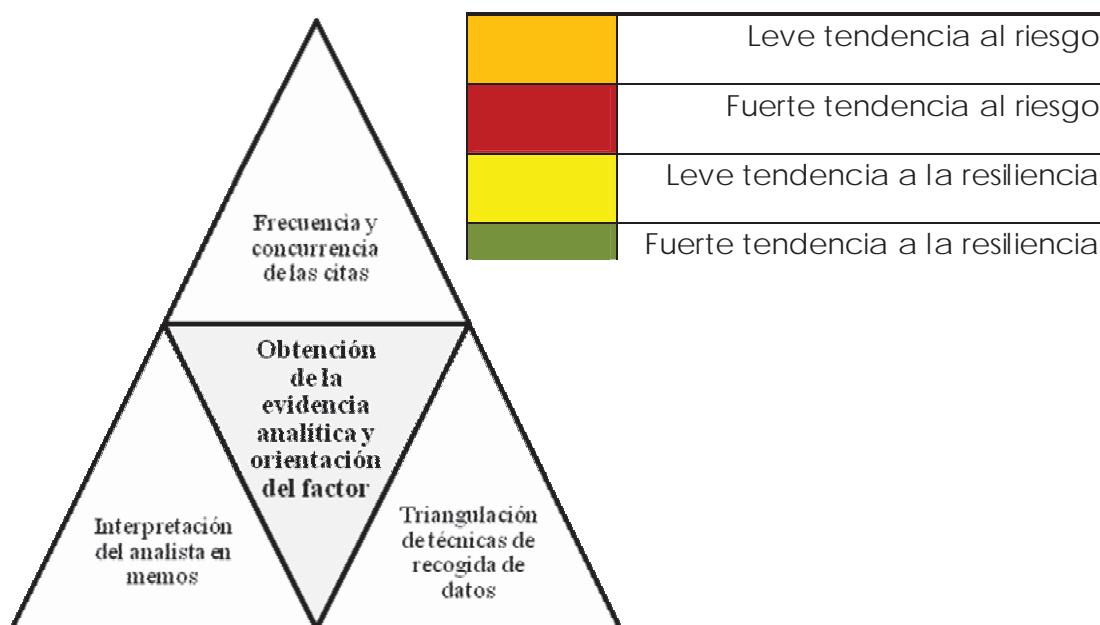 Leve tendencia al riesgo
Fuerte tendencia al riesgo
Leve tendencia a la resiliencia
Fuerte tendencia a la resiliencia
Frecuencia y
concurrencia
de las citas
Obtención
de la
evidencia
analítica y
orientación
del factor
Interpretación
del analista en
memos
Triangulación
de técnicas de
recogida de
datos